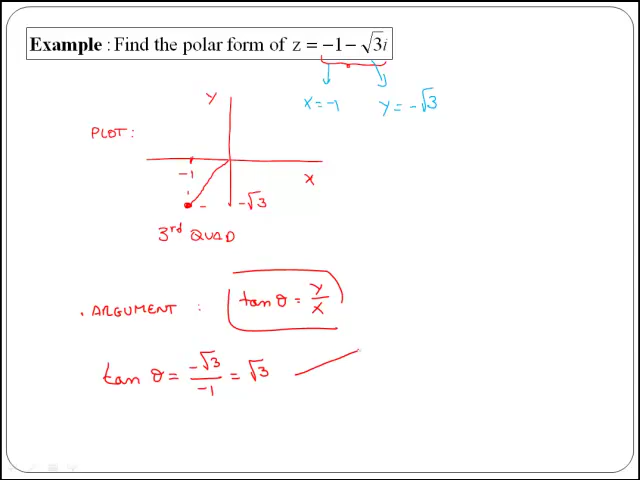 Example : Find the polar form of z = −1 − √3i
x = −1    y = −√3
y
PLOT :
−1    x
−√3
3rd QUAD
. ARGUMENT : tan θ = y/x
tan θ = −√3/−1 = √3